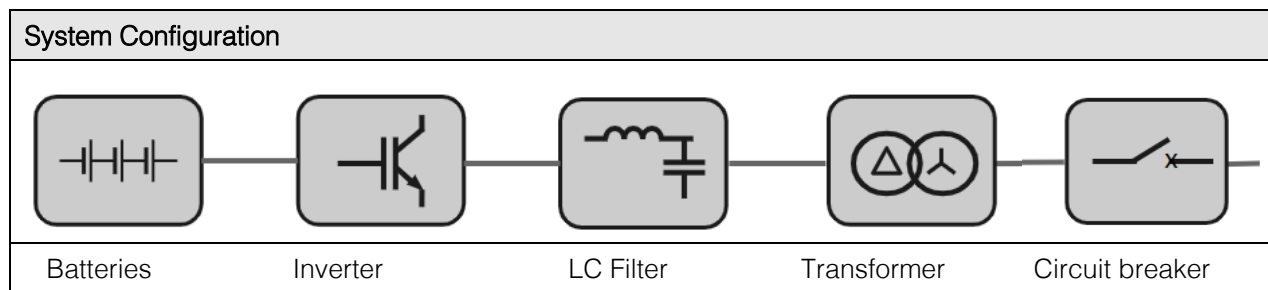 System Configuration
x
Batteries Inverter LC Filter Transformer Circuit breaker